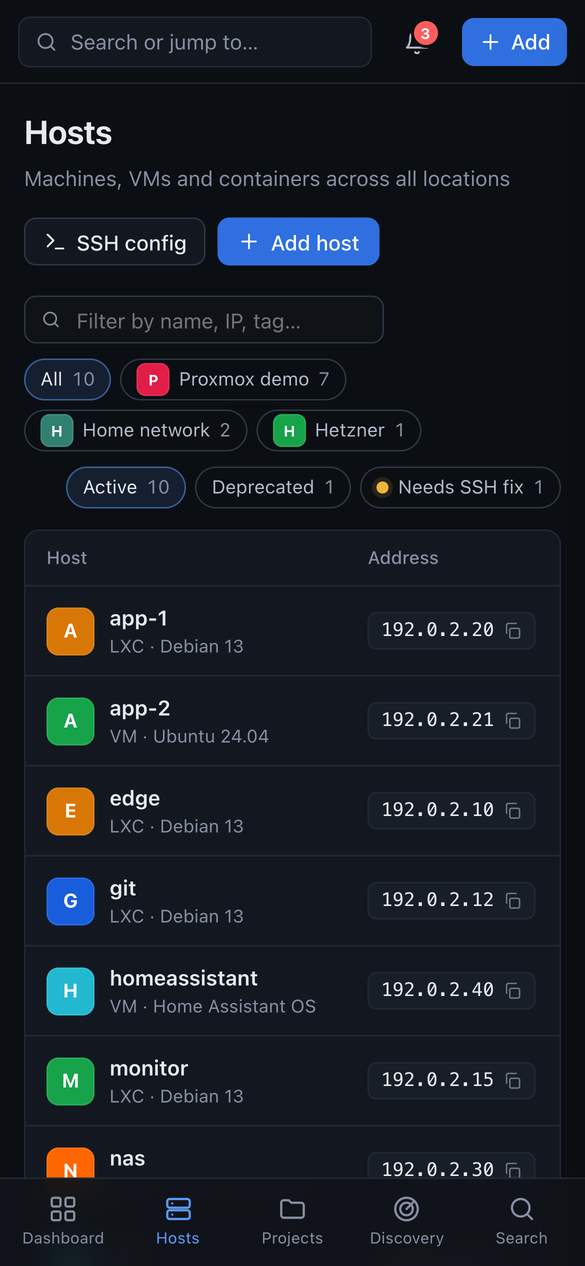 Search or jump to...
3
+ Add
Hosts
Machines, VMs and containers across all locations
>_ SSH config
+ Add host
Filter by name, IP, tag...
All 10
P Proxmox demo 7
H Home network 2
H Hetzner 1
Active 10
Deprecated 1
Needs SSH fix 1
Host Address
A app-1 192.0.2.20
LXC · Debian 13
A app-2 192.0.2.21
VM · Ubuntu 24.04
E edge 192.0.2.10
LXC · Debian 13
G git 192.0.2.12
LXC · Debian 13
H homeassistant 192.0.2.40
VM · Home Assistant OS
M monitor 192.0.2.15
LXC · Debian 13
N nas 192.0.2.30
Dashboard Hosts Projects Discovery Search